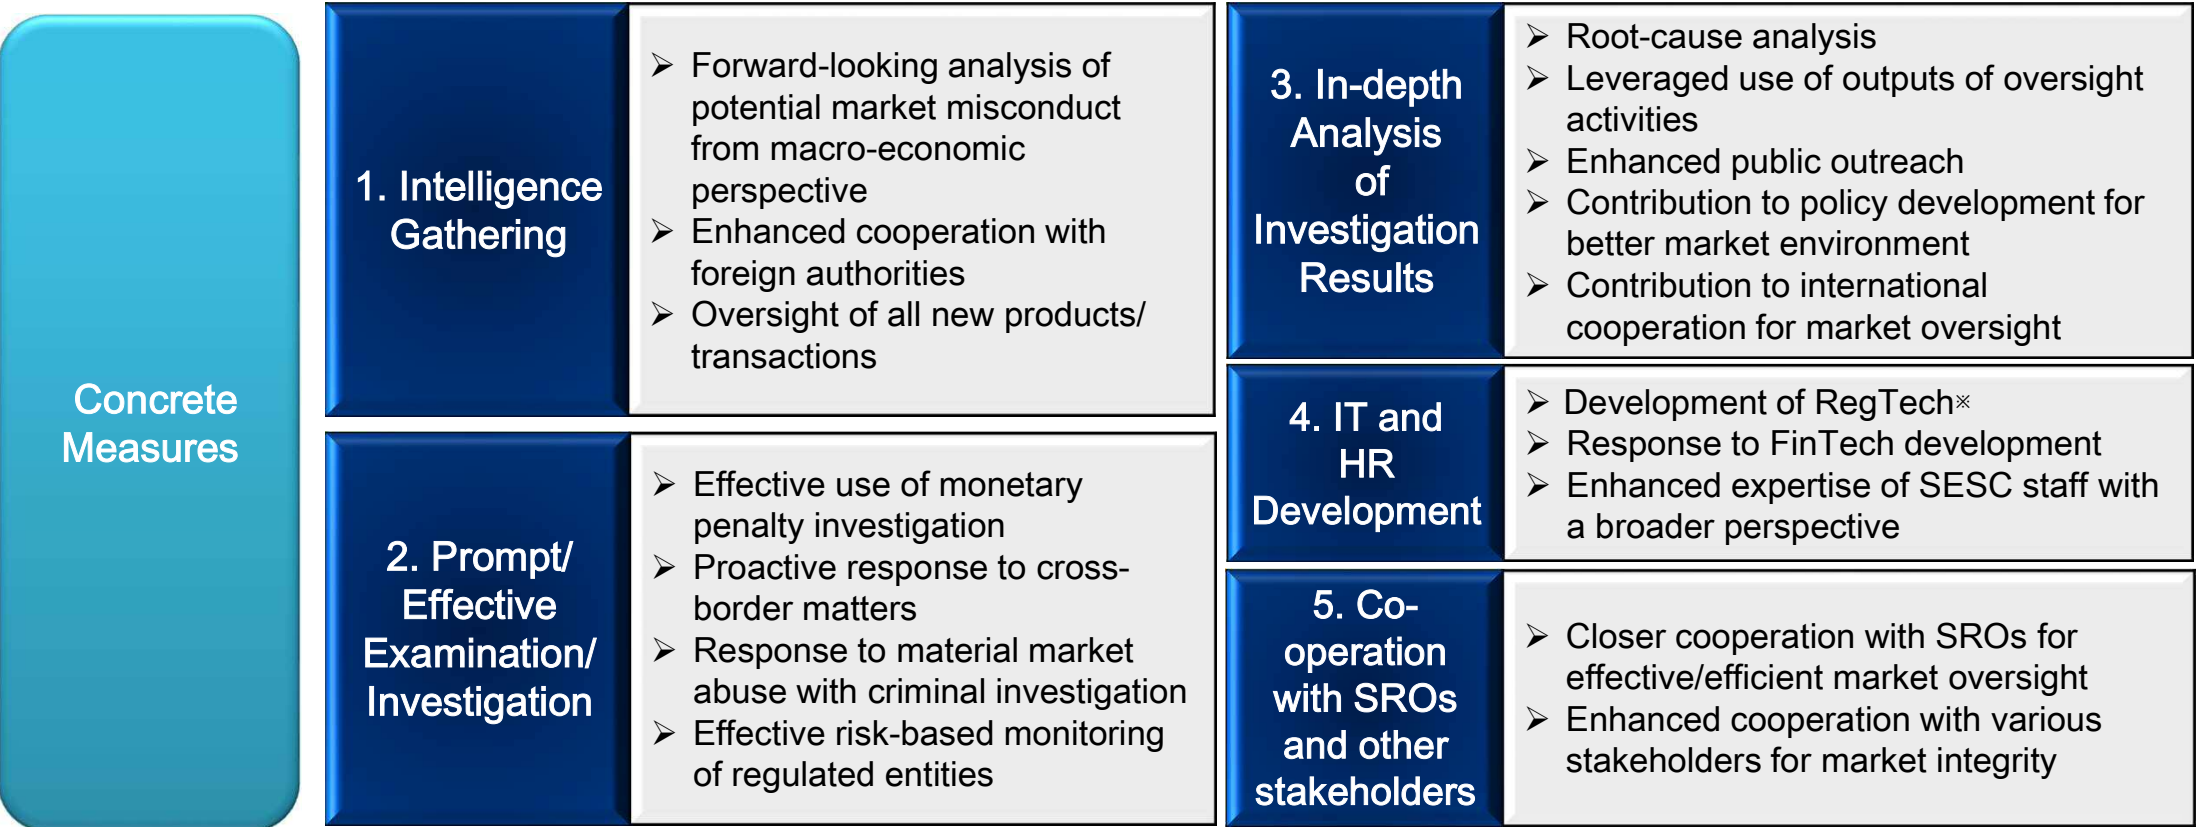 Concrete
Measures
1. Intelligence
Gathering
➢ Forward-looking analysis of
potential market misconduct
from macro-economic
perspective
➢ Enhanced cooperation with
foreign authorities
➢ Oversight of all new products/
transactions
2. Prompt/
Effective
Examination/
Investigation
➢ Effective use of monetary
penalty investigation
➢ Proactive response to cross-
border matters
➢ Response to material market
abuse with criminal investigation
➢ Effective risk-based monitoring
of regulated entities
3. In-depth
Analysis
of
Investigation
Results
➢ Root-cause analysis
➢ Leveraged use of outputs of oversight
activities
➢ Enhanced public outreach
➢ Contribution to policy development for
better market environment
➢ Contribution to international
cooperation for market oversight
4. IT and
HR
Development
➢ Development of RegTech※
➢ Response to FinTech development
➢ Enhanced expertise of SESC staff with
a broader perspective
5. Co-
operation
with SROs
and other
stakeholders
➢ Closer cooperation with SROs for
effective/efficient market oversight
➢ Enhanced cooperation with various
stakeholders for market integrity